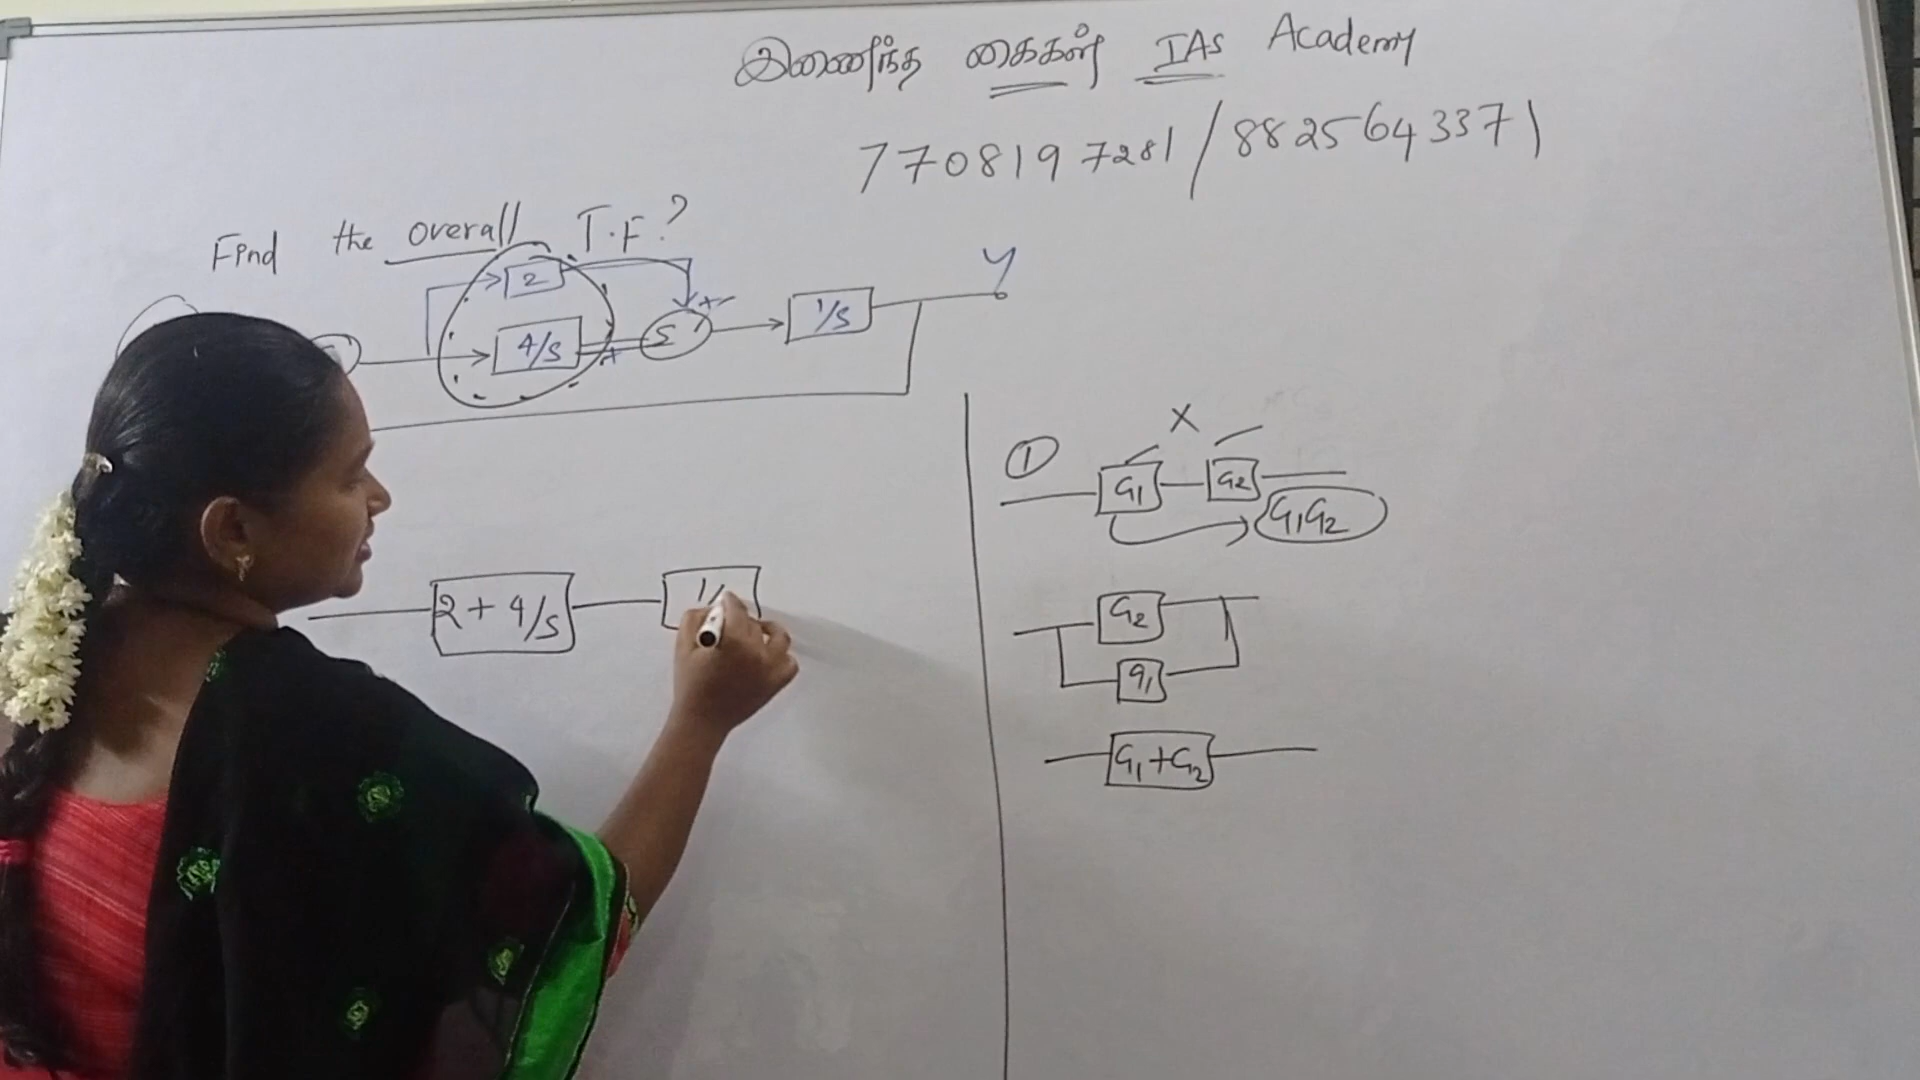 இணைந்த கைகள் IAS Academy
7708197281/8825643371
Find the overall T.F?
2
4/s
+
+
Σ
1/s
Y
①
X
G1
G2
G1G2
2 + 4/s
G2
G1
G1+G2